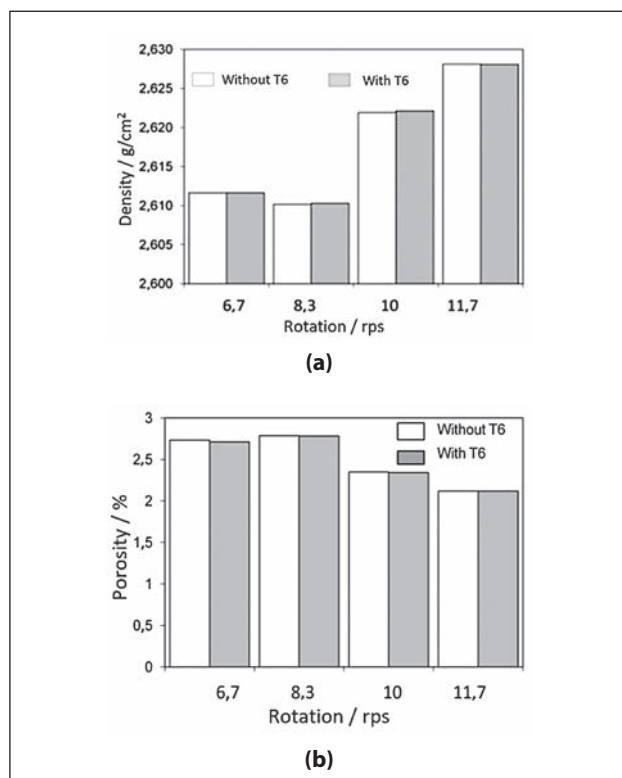 2,630
Without T6 With T6
2,625
2,620
2,615
2,610
2,605
2,600
Density / g/cm²
6,7 8,3 10 11,7
Rotation / rps
(a)
3
Without T6
With T6
2,5
2
1,5
1
0,5
0
Porosity / %
6,7 8,3 10 11,7
Rotation / rps
(b)